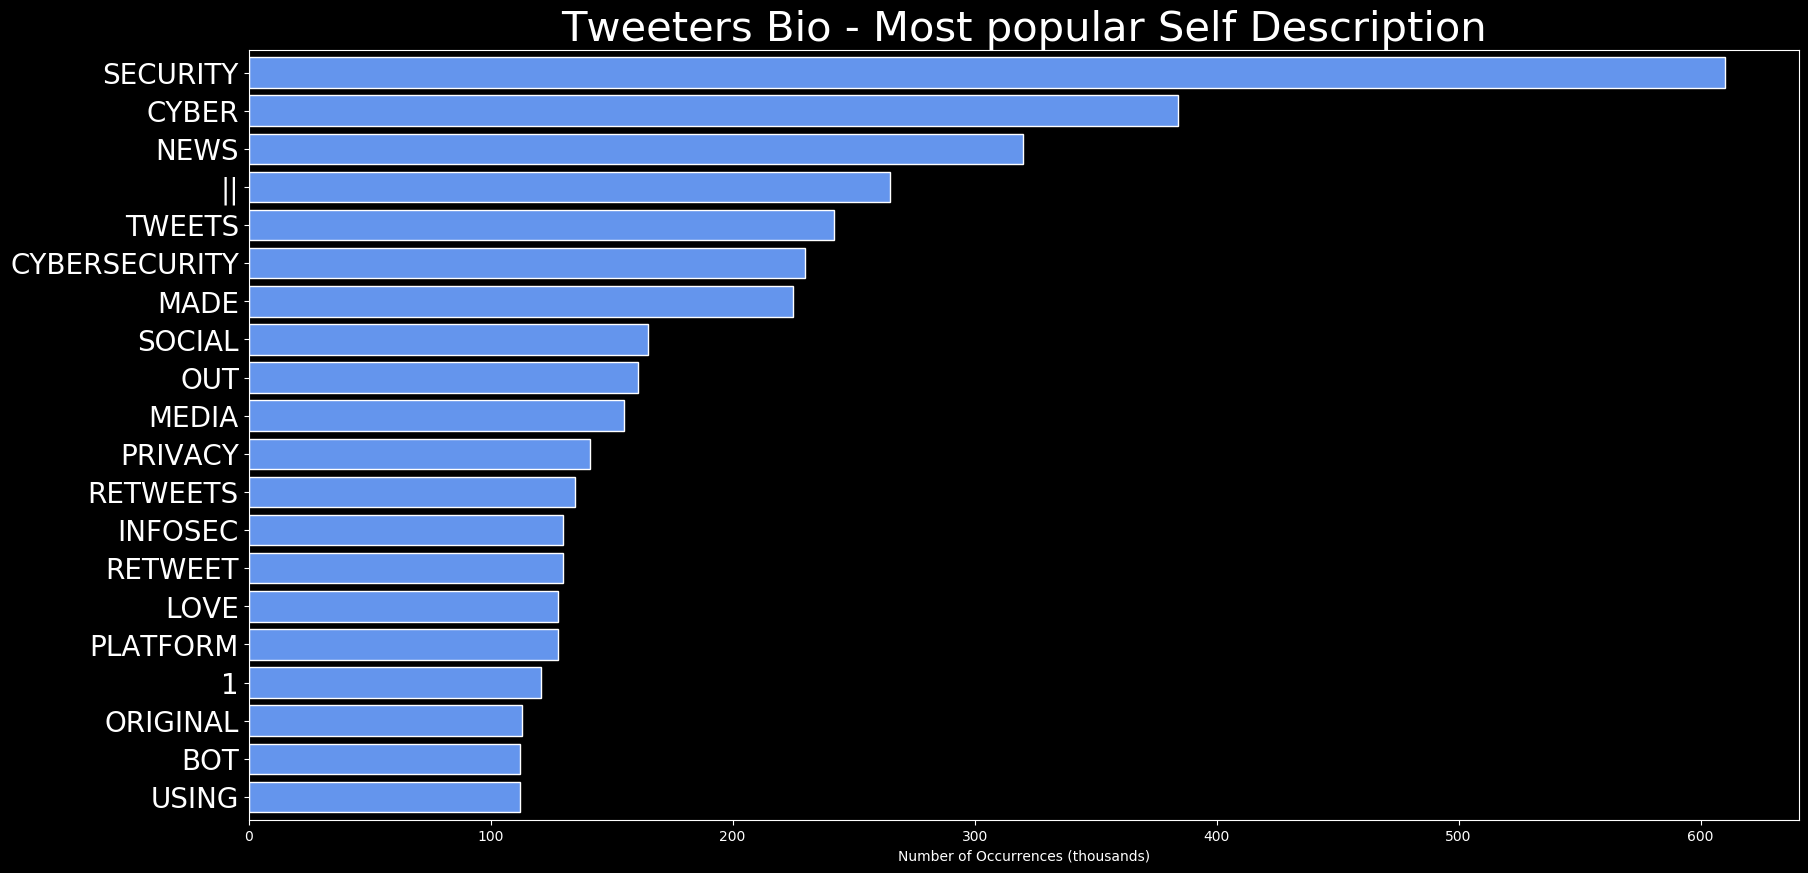 Tweeters Bio - Most popular Self Description
SECURITY
CYBER
NEWS
||
TWEETS
CYBERSECURITY
MADE
SOCIAL
OUT
MEDIA
PRIVACY
RETWEETS
INFOSEC
RETWEET
LOVE
PLATFORM
1
ORIGINAL
BOT
USING
0 100 200 300 400 500 600
Number of Occurrences (thousands)